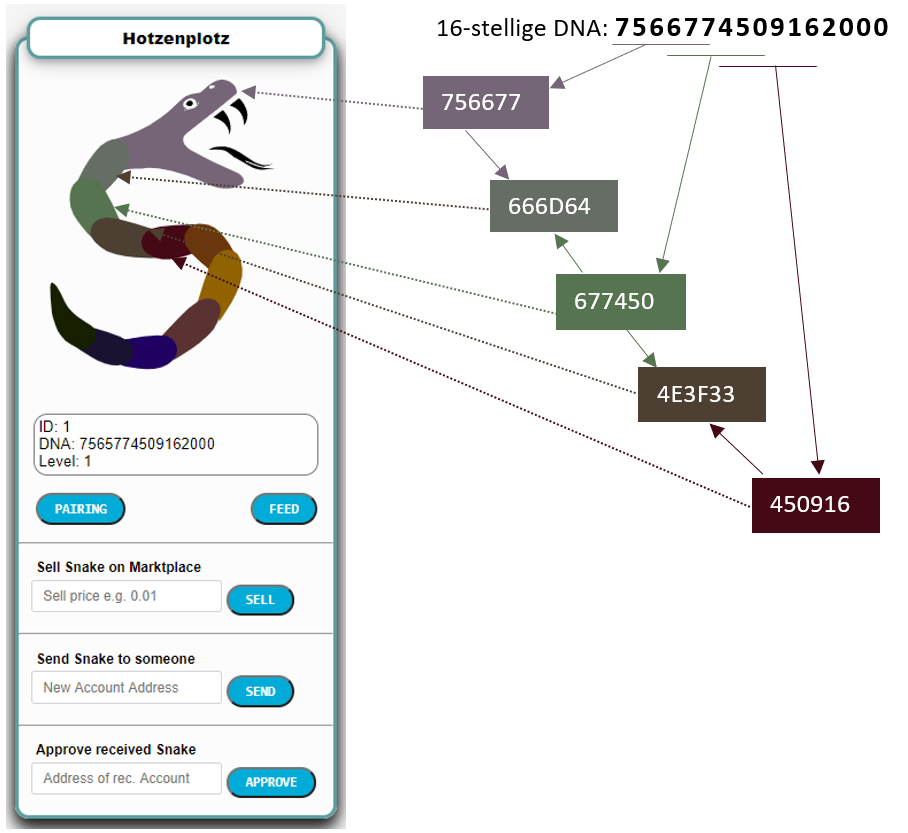 Hotzenplotz
16-stellige DNA: 7566774509162000
756677
666D64
677450
4E3F33
450916
ID: 1
DNA: 7565774509162000
Level: 1
PAIRING
FEED
Sell Snake on Marktplace
Sell price e.g. 0.01
SELL
Send Snake to someone
New Account Address
SEND
Approve received Snake
Address of rec. Account
APPROVE